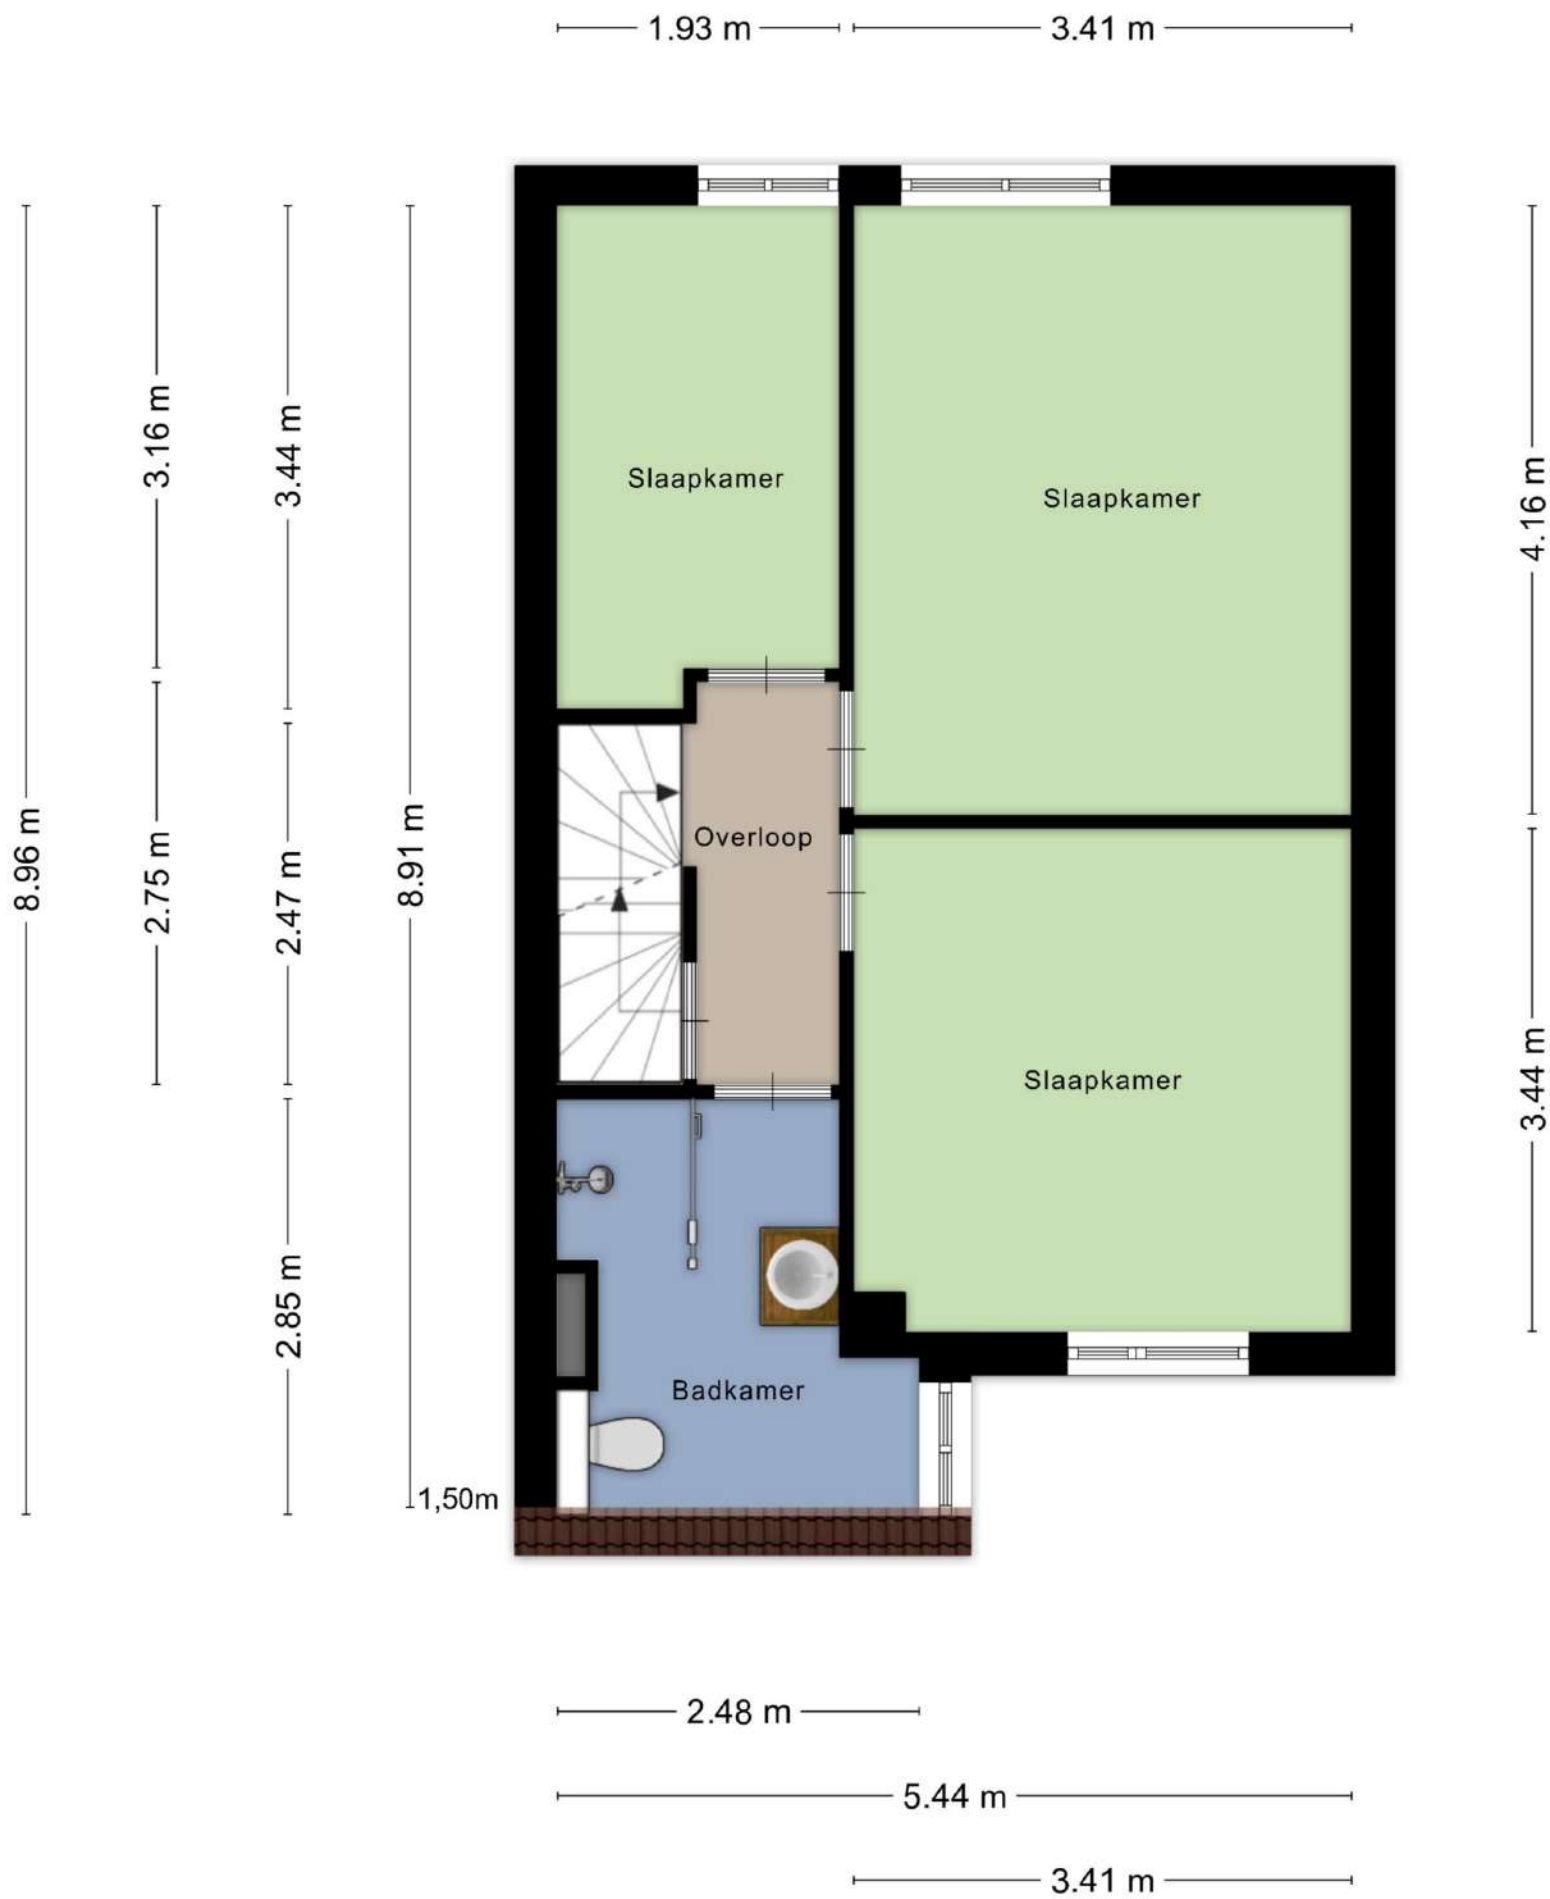 1.93 m
3.41 m
8.96 m
3.16 m
2.75 m
3.44 m
2.47 m
2.85 m
8.91 m
1,50m
Slaapkamer
Slaapkamer
Overloop
Slaapkamer
Badkamer
4.16 m
3.44 m
2.48 m
5.44 m
3.41 m